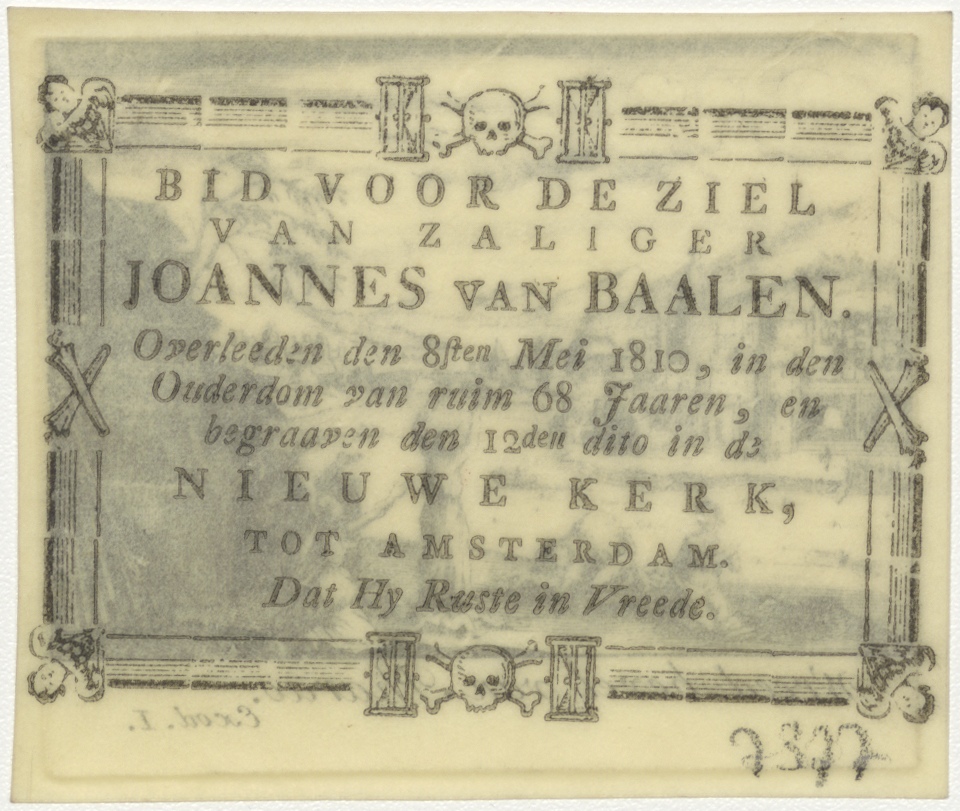 BID VOOR DE ZIEL
VAN ZALIGER
JOANNES VAN BAALEN.
Overleeden den 8sten Mei 1810, in den
Ouderdom van ruim 68 Jaaren, en
begraaven den 12den dito in de
NIEUWE KERK,
TOT AMSTERDAM.
Dat Hy Ruste in Vreede.
Exod. I.